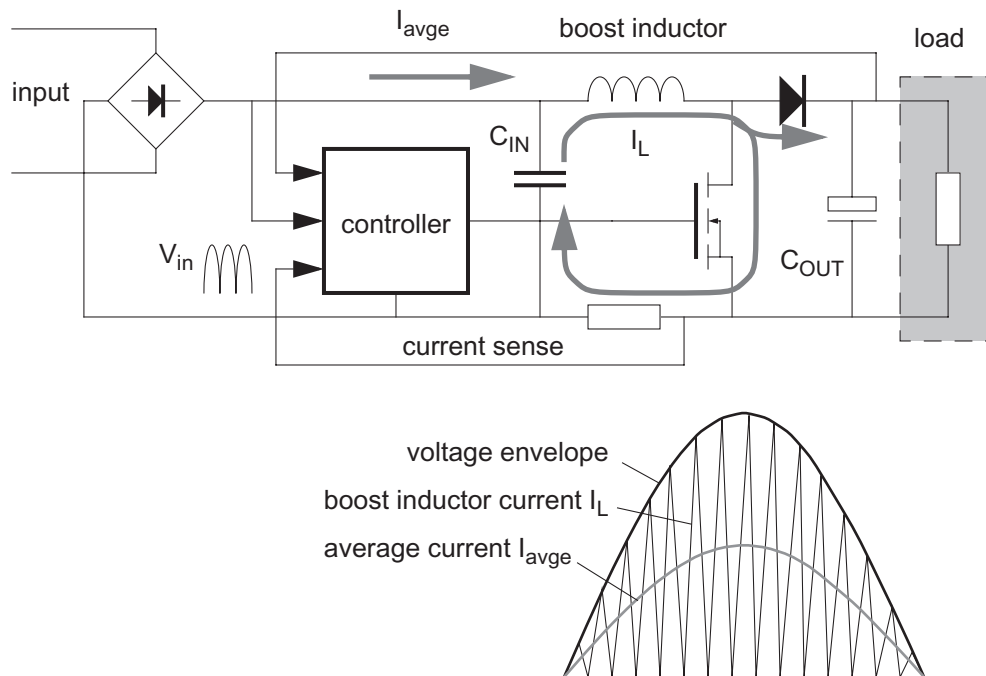 I_avge
boost inductor
load
input
C_IN
I_L
controller
V_in
C_OUT
current sense
voltage envelope
boost inductor current I_L
average current I_avge